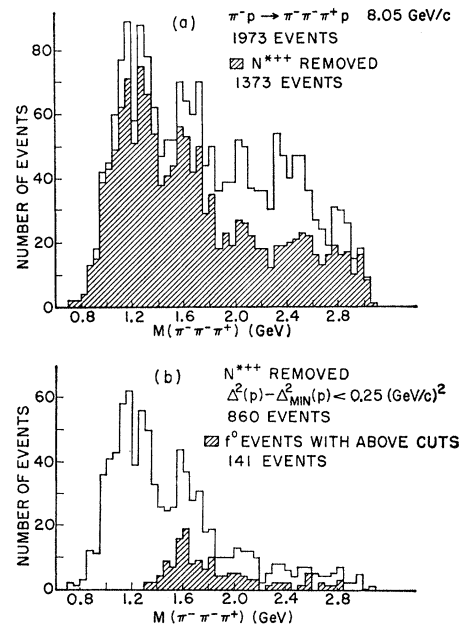 π⁻p → π⁻π⁻π⁺p 8.05 GeV/c
(a)
1973 EVENTS
N*++ REMOVED
1373 EVENTS
80
60
40
20
0
NUMBER OF EVENTS
0.8 1.2 1.6 2.0 2.4 2.8
M(π⁻π⁻π⁺) (GeV)
(b)
N*++ REMOVED
Δ²(p)−Δ²MIN(p)<0.25 (GeV/c)²
860 EVENTS
f⁰ EVENTS WITH ABOVE CUTS
141 EVENTS
60
40
20
0
NUMBER OF EVENTS
0.8 1.2 1.6 2.0 2.4 2.8
M(π⁻π⁻π⁺) (GeV)